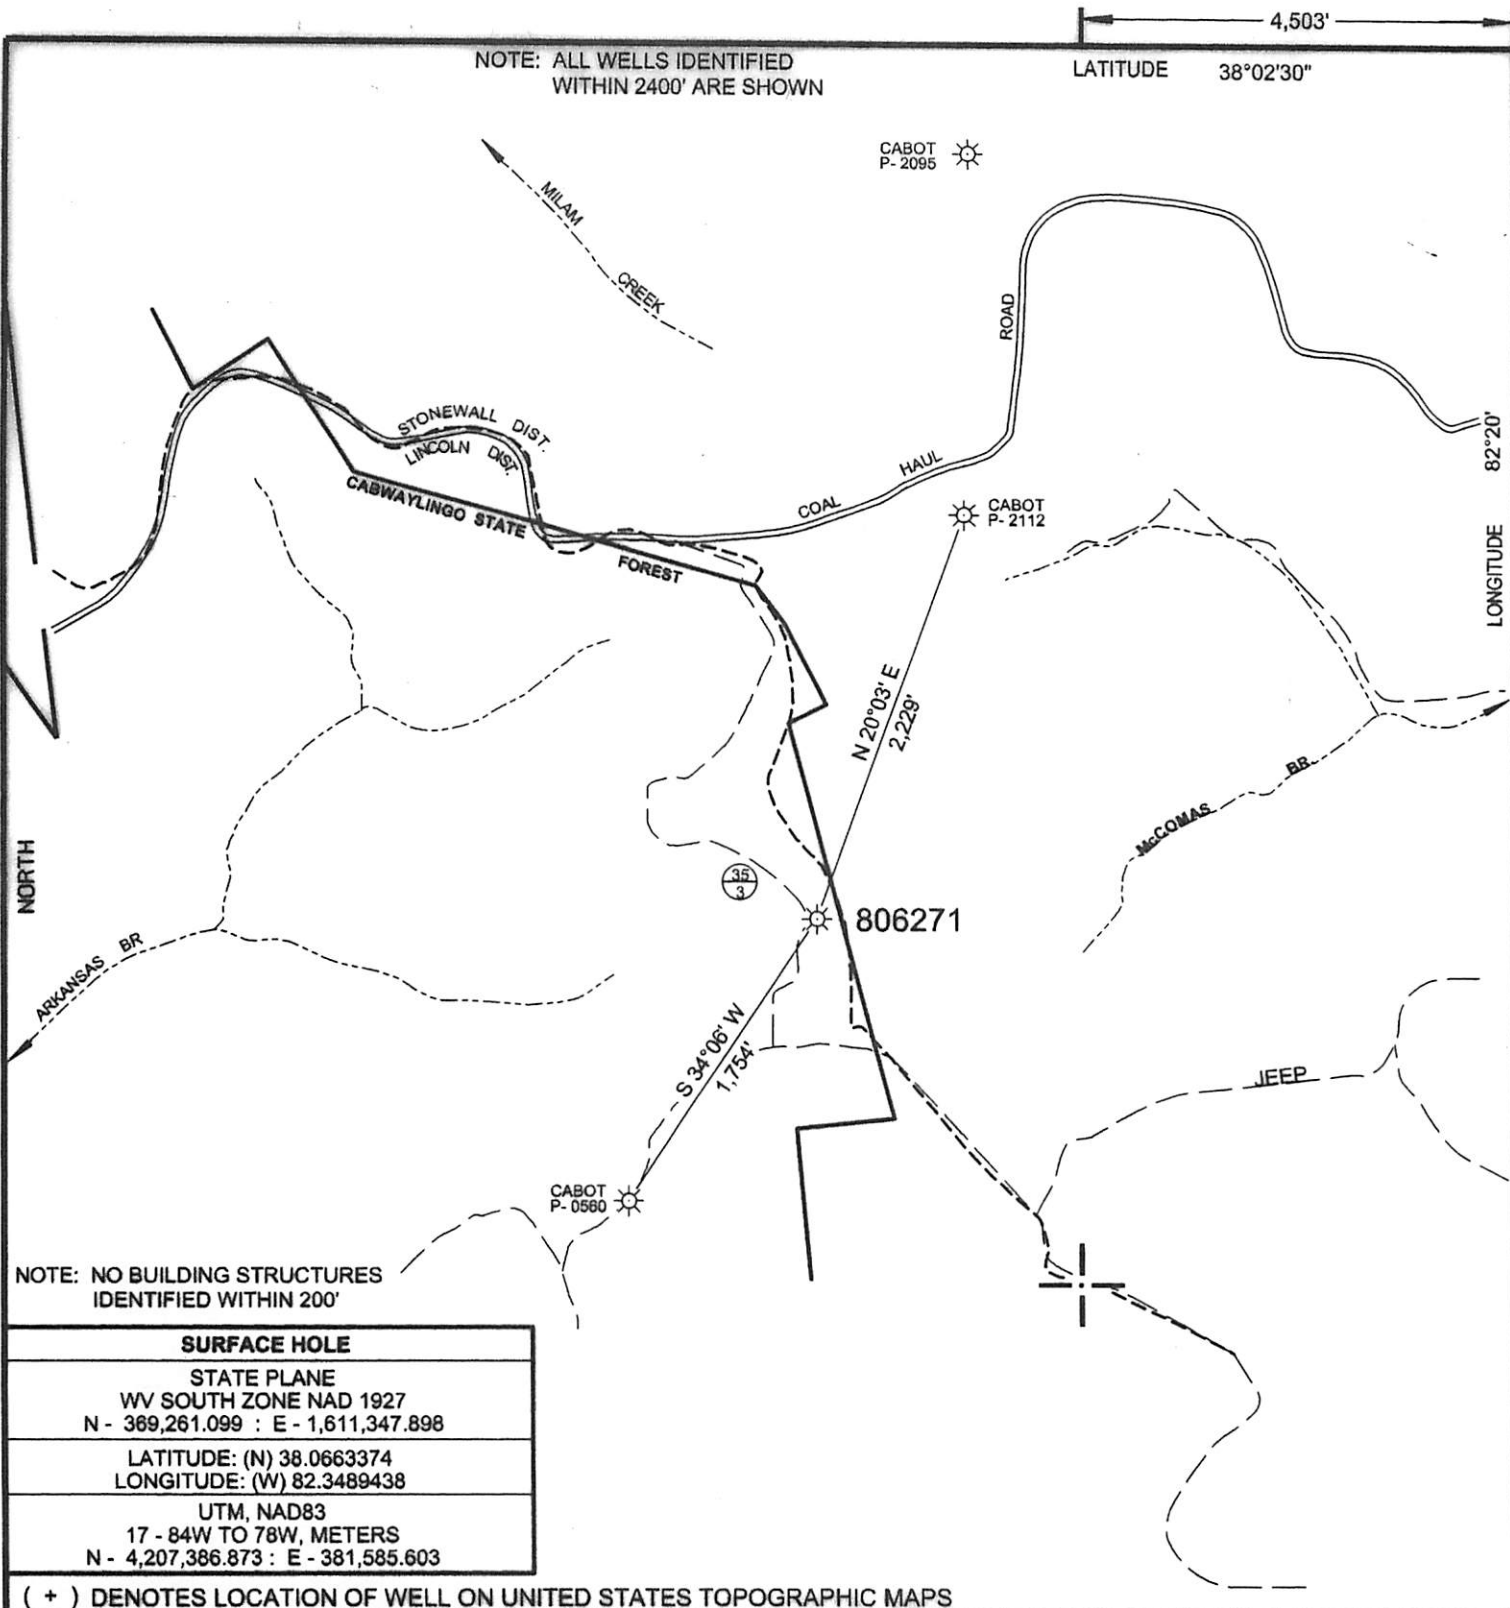 4,503'
NOTE: ALL WELLS IDENTIFIED
WITHIN 2400' ARE SHOWN
LATITUDE 38°02'30"
CABOT
P- 2095
MILAM
CREEK
ROAD
STONEWALL DIST.
LINCOLN DIST.
CABWAYLINGO STATE
FOREST
COAL
HAUL
CABOT
P- 2112
82°20'
LONGITUDE
N 20°03' E
2,229'
McCOMAS
BR.
NORTH
35
3
806271
ARKANSAS BR
S 34°06' W
1,754'
JEEP
CABOT
P- 0560
NOTE: NO BUILDING STRUCTURES
IDENTIFIED WITHIN 200'
SURFACE HOLE
STATE PLANE
WV SOUTH ZONE NAD 1927
N - 369,261.099 : E - 1,611,347.898
LATITUDE: (N) 38.0663374
LONGITUDE: (W) 82.3489438
UTM, NAD83
17 - 84W TO 78W, METERS
N - 4,207,386.873 : E - 381,585.603
( + ) DENOTES LOCATION OF WELL ON UNITED STATES TOPOGRAPHIC MAPS